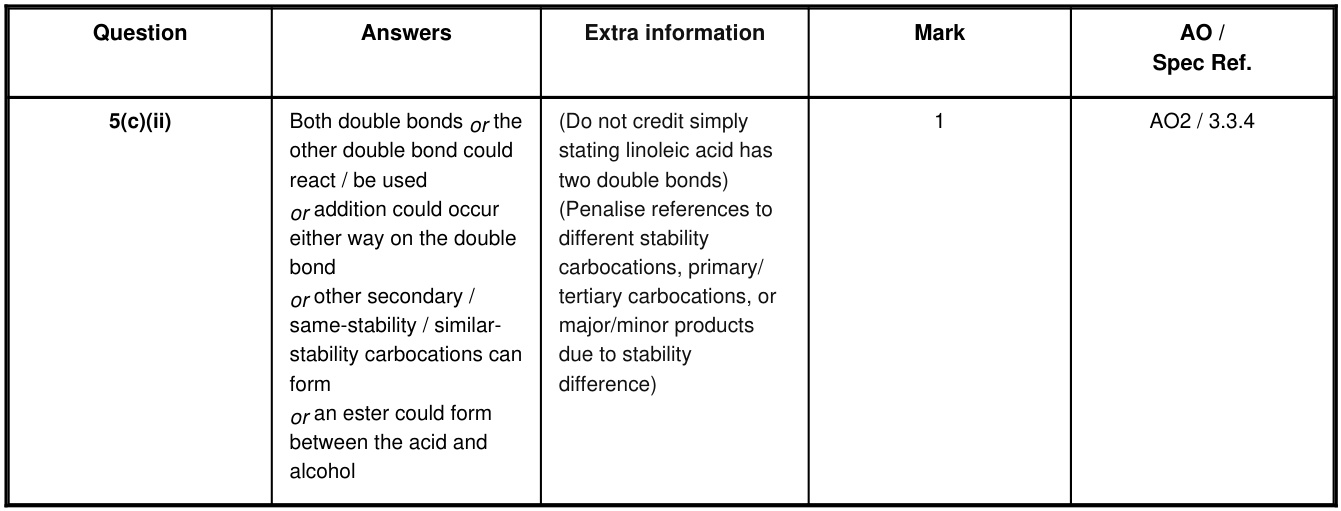 Question
Answers
Extra information
Mark
AO /
Spec Ref.
5(c)(ii)
Both double bonds or the
other double bond could
react / be used
or addition could occur
either way on the double
bond
or other secondary /
same-stability / similar-
stability carbocations can
form
or an ester could form
between the acid and
alcohol
(Do not credit simply
stating linoleic acid has
two double bonds)
(Penalise references to
different stability
carbocations, primary/
tertiary carbocations, or
major/minor products
due to stability
difference)
1
AO2 / 3.3.4